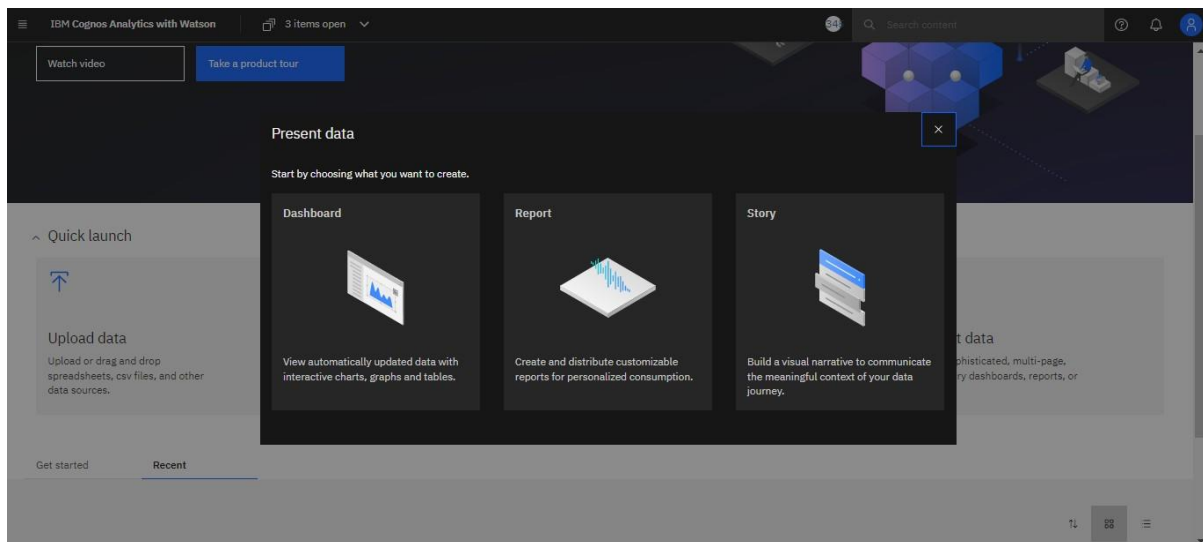 IBM Cognos Analytics with Watson
3 items open
34
Search content
Watch video
Take a product tour
Present data
Start by choosing what you want to create.
Dashboard
View automatically updated data with
interactive charts, graphs and tables.
Report
Create and distribute customizable
reports for personalized consumption.
Story
Build a visual narrative to communicate
the meaningful context of your data
journey.
Quick launch
Upload data
Upload or drag and drop
spreadsheets, csv files, and other
data sources.
t data
phisticated, multi-page,
ry dashboards, reports, or
Get started
Recent